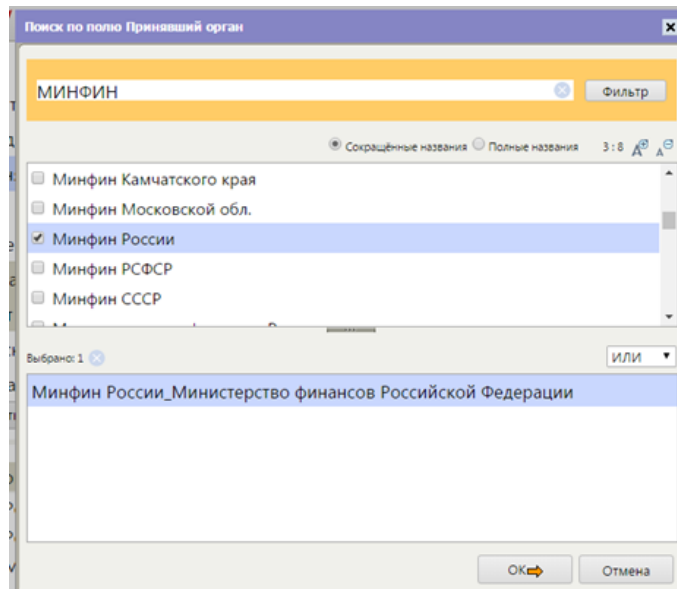 Поиск по полю Принявший орган
МИНФИН
Фильтр
Сокращённые названия Полные названия 3:8
Минфин Камчатского края
Минфин Московской обл.
Минфин России
Минфин РСФСР
Минфин СССР
Выбрано: 1 ИЛИ
Минфин России_Министерство финансов Российской Федерации
ОК Отмена